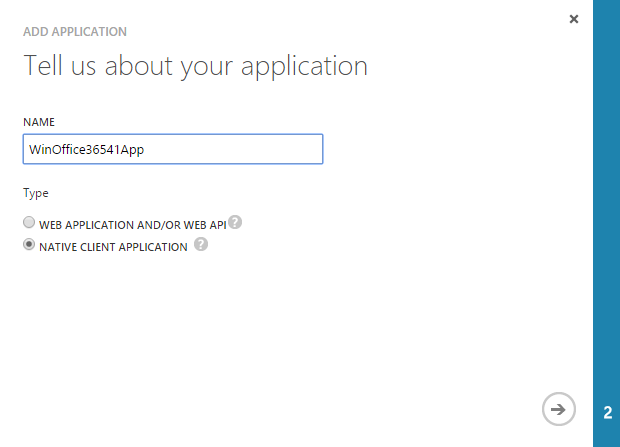 ADD APPLICATION
Tell us about your application
NAME
WinOffice36541App
Type
WEB APPLICATION AND/OR WEB API ?
NATIVE CLIENT APPLICATION ?
2